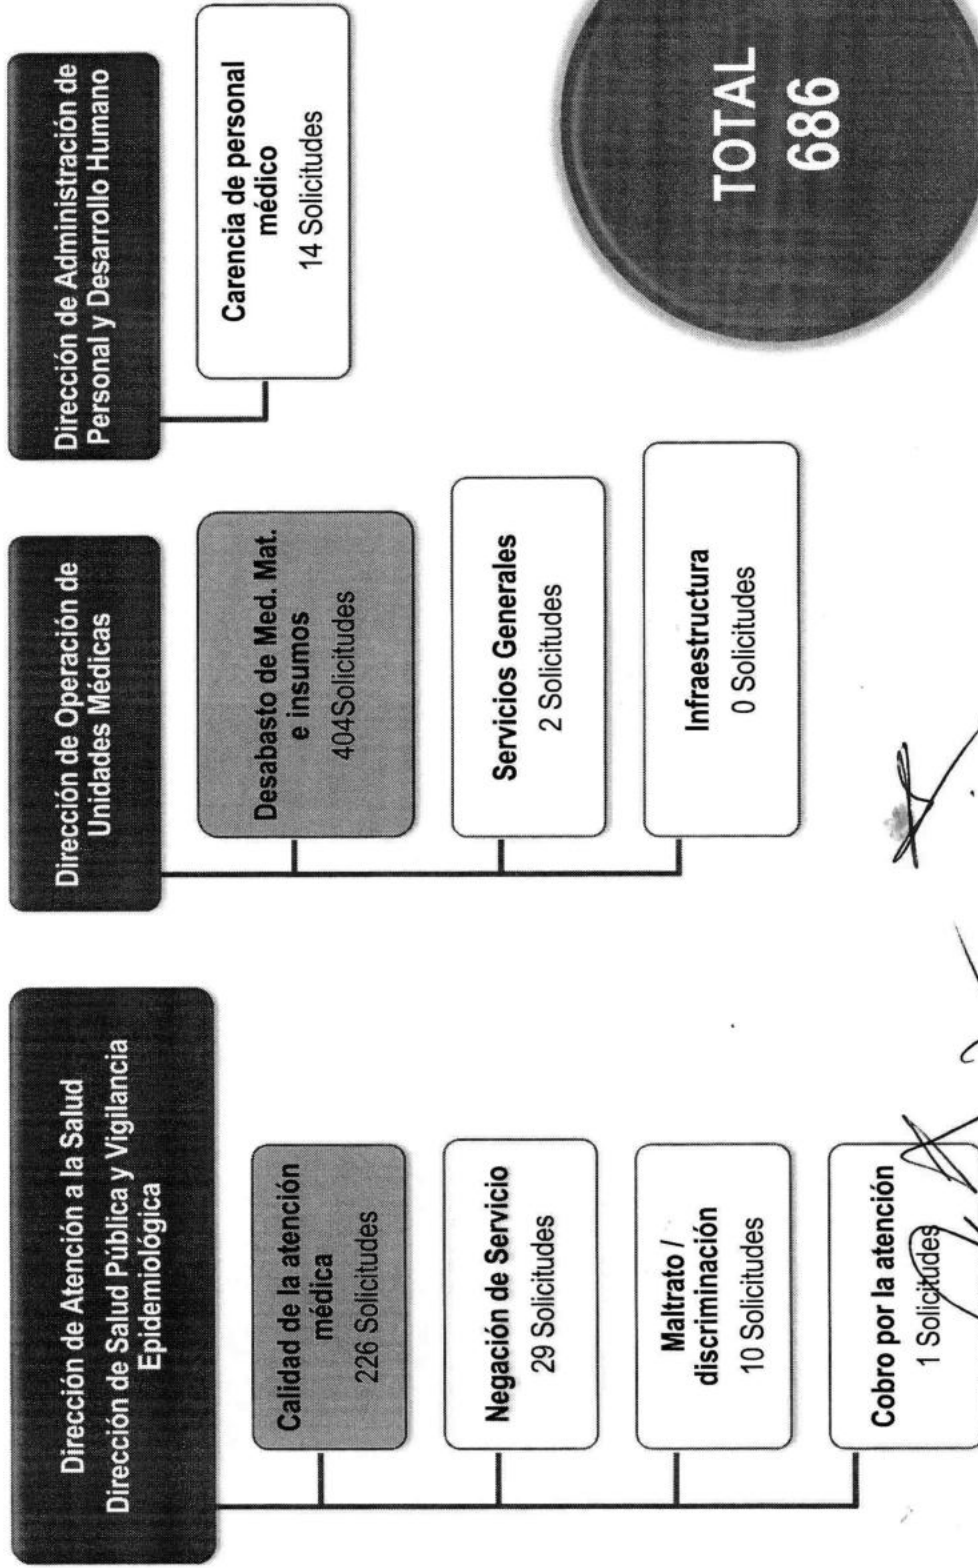 Dirección de Atención a la Salud
Dirección de Salud Pública y Vigilancia
Epidemiológica
Calidad de la atención
médica
226 Solicitudes
Negación de Servicio
29 Solicitudes
Maltrato /
discriminación
10 Solicitudes
Cobro por la atención
1 Solicitudes
Dirección de Operación de
Unidades Médicas
Desabasto de Med. Mat.
e insumos
404Solicitudes
Servicios Generales
2 Solicitudes
Infraestructura
0 Solicitudes
Dirección de Administración de
Personal y Desarrollo Humano
Carencia de personal
médico
14 Solicitudes
TOTAL
686